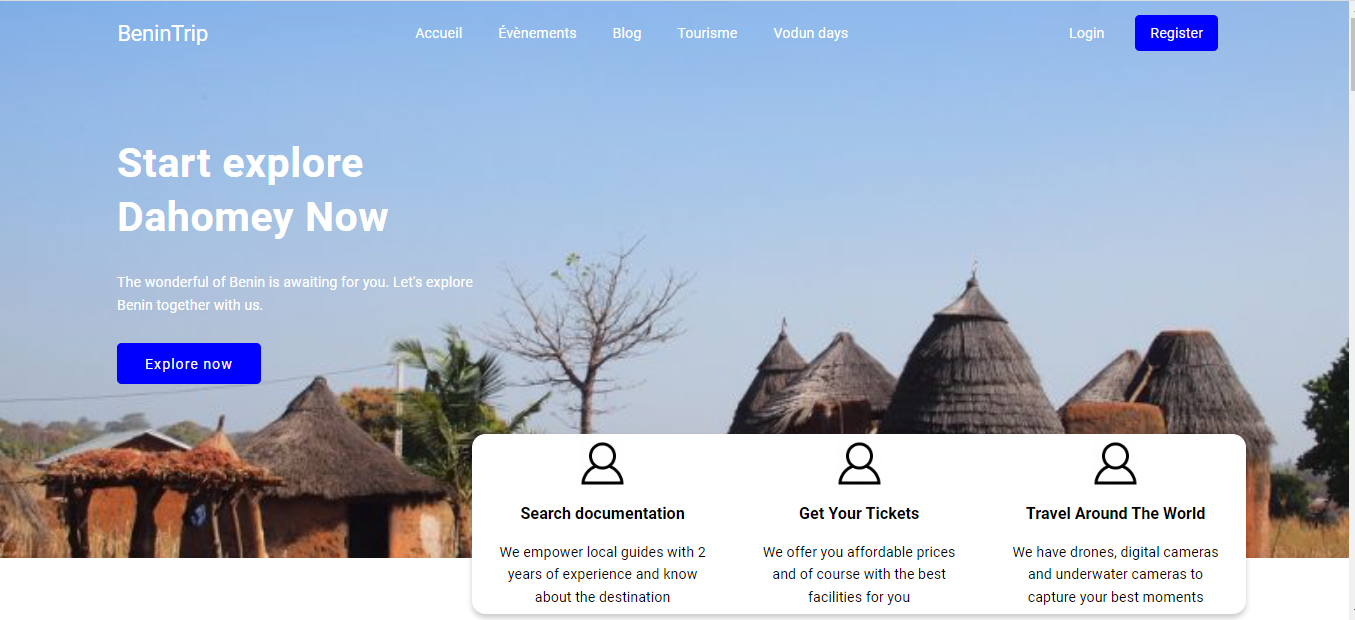 BeninTrip
Accueil
Évènements
Blog
Tourisme
Vodun days
Login
Register
Start explore
Dahomey Now
The wonderful of Benin is awaiting for you. Let's explore
Benin together with us.
Explore now
Search documentation
We empower local guides with 2
years of experience and know
about the destination
Get Your Tickets
We offer you affordable prices
and of course with the best
facilities for you
Travel Around The World
We have drones, digital cameras
and underwater cameras to
capture your best moments